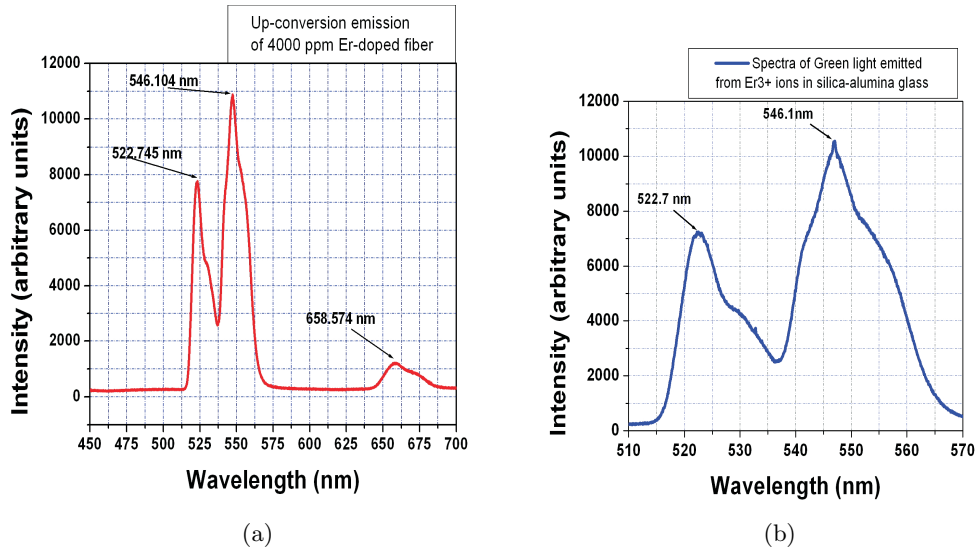 Up-conversion emission
of 4000 ppm Er-doped fiber
12000
10000
8000
6000
4000
2000
0
546.104 nm
522.745 nm
658.574 nm
Intensity (arbitrary units)
450 475 500 525 550 575 600 625 650 675 700
Wavelength (nm)
(a)
Spectra of Green light emitted
from Er3+ ions in silica-alumina glass
12000
10000
8000
6000
4000
2000
0
546.1nm
522.7 nm
Intensity (arbitrary units)
510 520 530 540 550 560 570
Wavelength (nm)
(b)